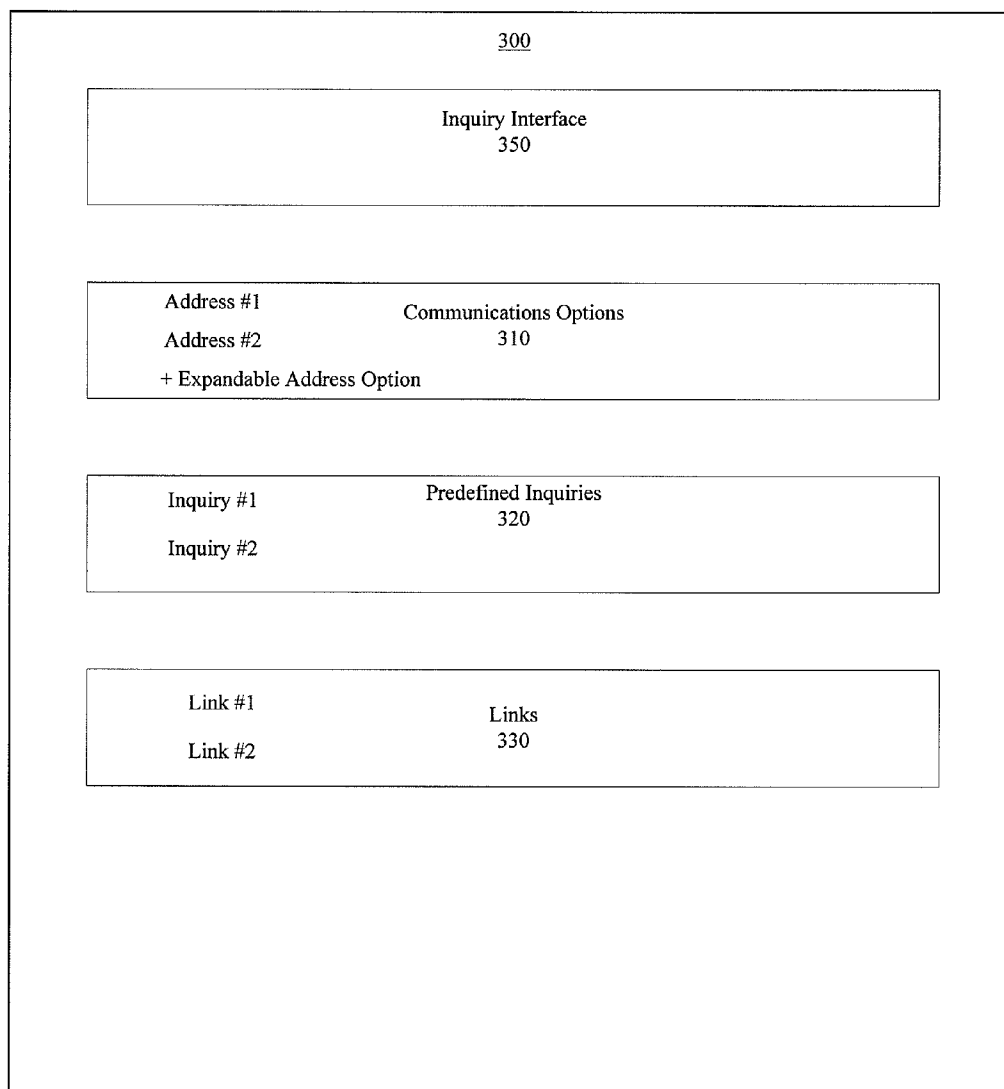 300
Inquiry Interface
350
Address #1
Communications Options
Address #2
310
+ Expandable Address Option
Predefined Inquiries
Inquiry #1
320
Inquiry #2
Link #1
Links
330
Link #2